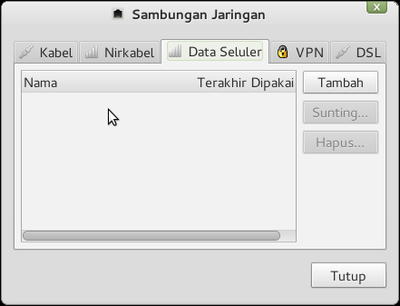 Sambungan Jaringan
Kabel Nirkabel Data Seluler VPN DSL
Nama Terakhir Dipakai Tambah
Sunting...
Hapus...
Tutup